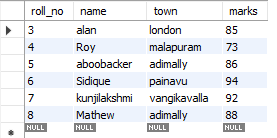 roll_no name town marks
3 alan london 85
4 Roy malapuram 73
5 aboobacker adimally 86
6 Sidique painavu 94
7 kunjilakshmi vangikavalla 92
8 Mathew adimally 88
NULL NULL NULL NULL